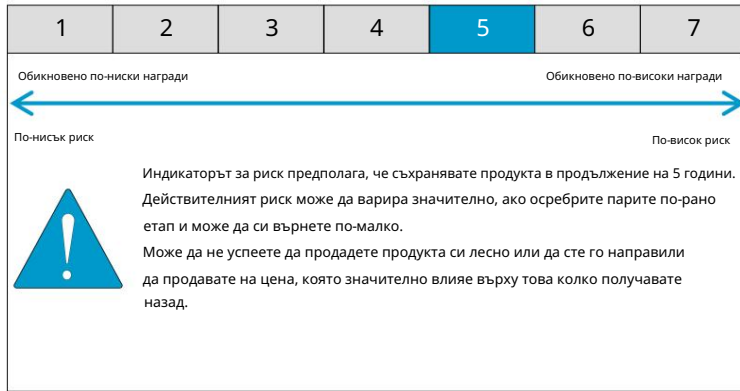 1 2 3 4 5 6 7
Обикновено по-ниски награди Обикновено по-високи награди
По-нисък риск По-висок риск
Индикаторът за риск предполага, че съхранявате продукта в продължение на 5 години.
Действителният риск може да варира значително, ако осребрите парите по-рано
етап и може да си върнете по-малко.
Може да не успеете да продадете продукта си лесно или да сте го направили
да продавате на цена, която значително влияе върху това колко получавате
назад.